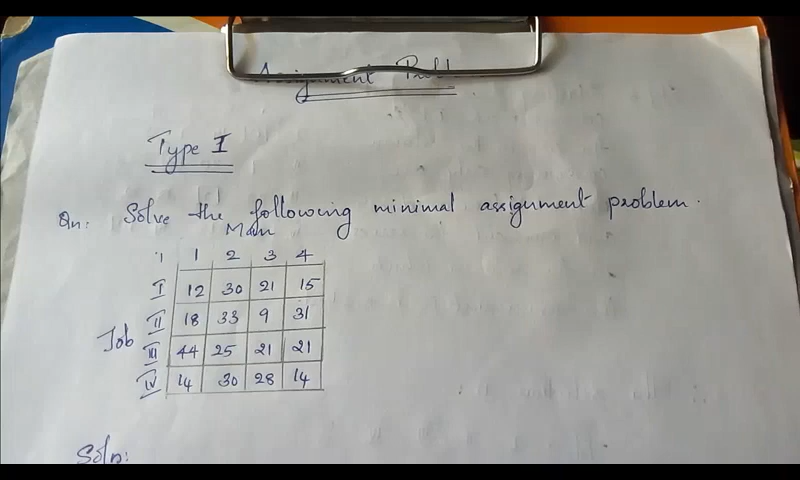 Assignment
Type I
Qn: Solve the following minimal assignment problem.
Man
1 2 3 4
I 12 30 21 15
II 18 33 9 31
Job
III 44 25 21 21
IV 14 30 28 14
Soln: